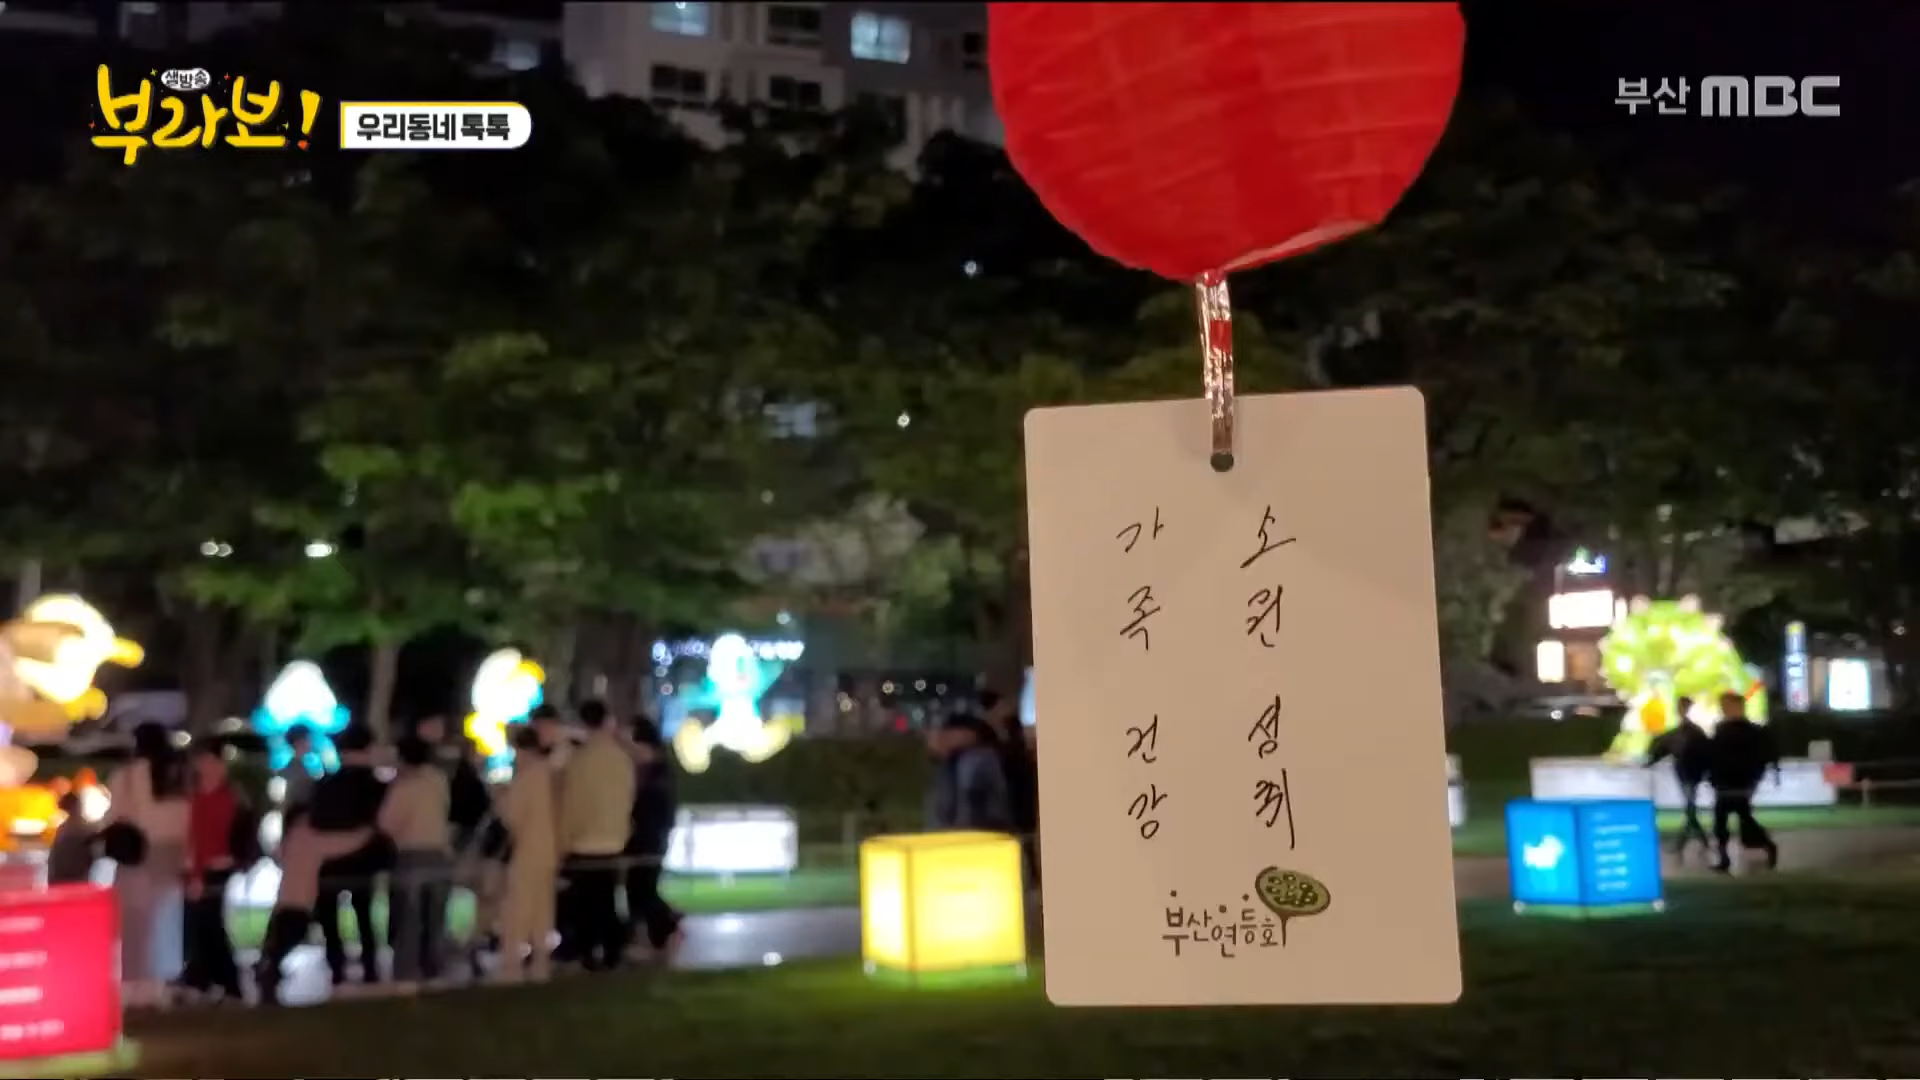 생방송
부라보!
우리동네 톡톡
부산 MBC
소원 성취
가족 건강
부산연등회